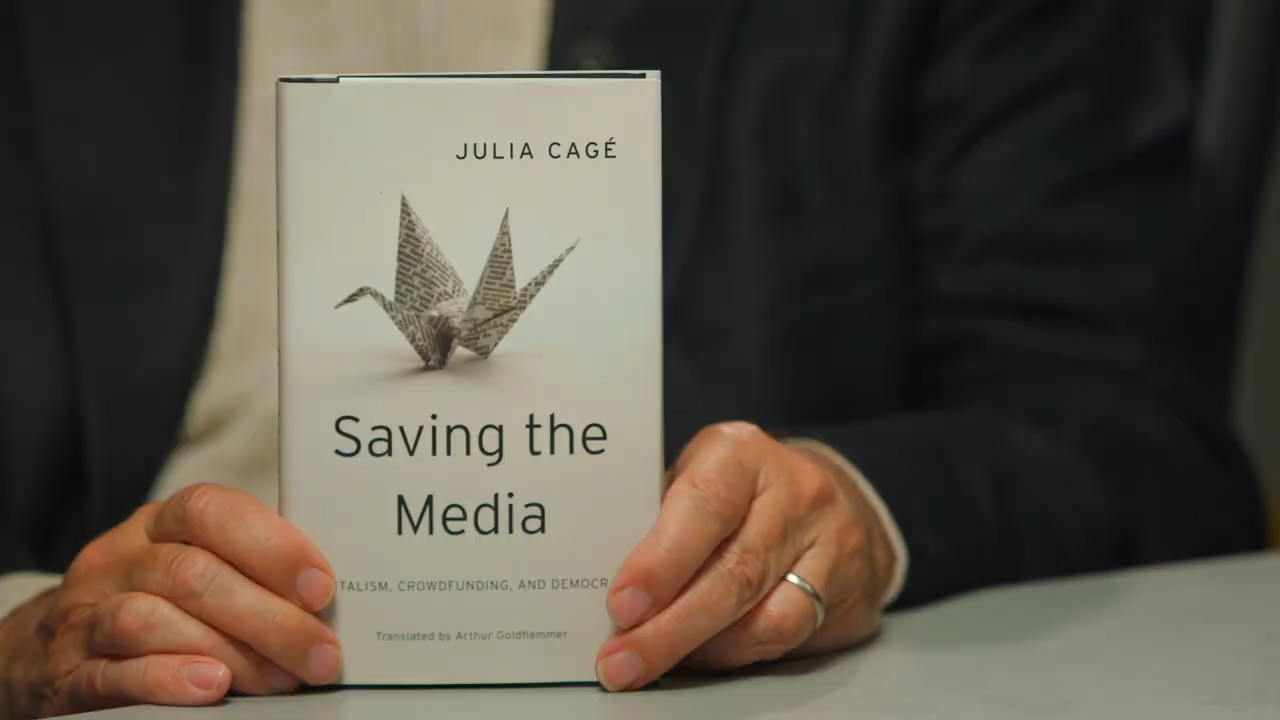 JULIA CAGÉ
Saving the
Media
TALISM, CROWDFUNDING, AND DEMOCR
Translated by Arthur Goldhammer